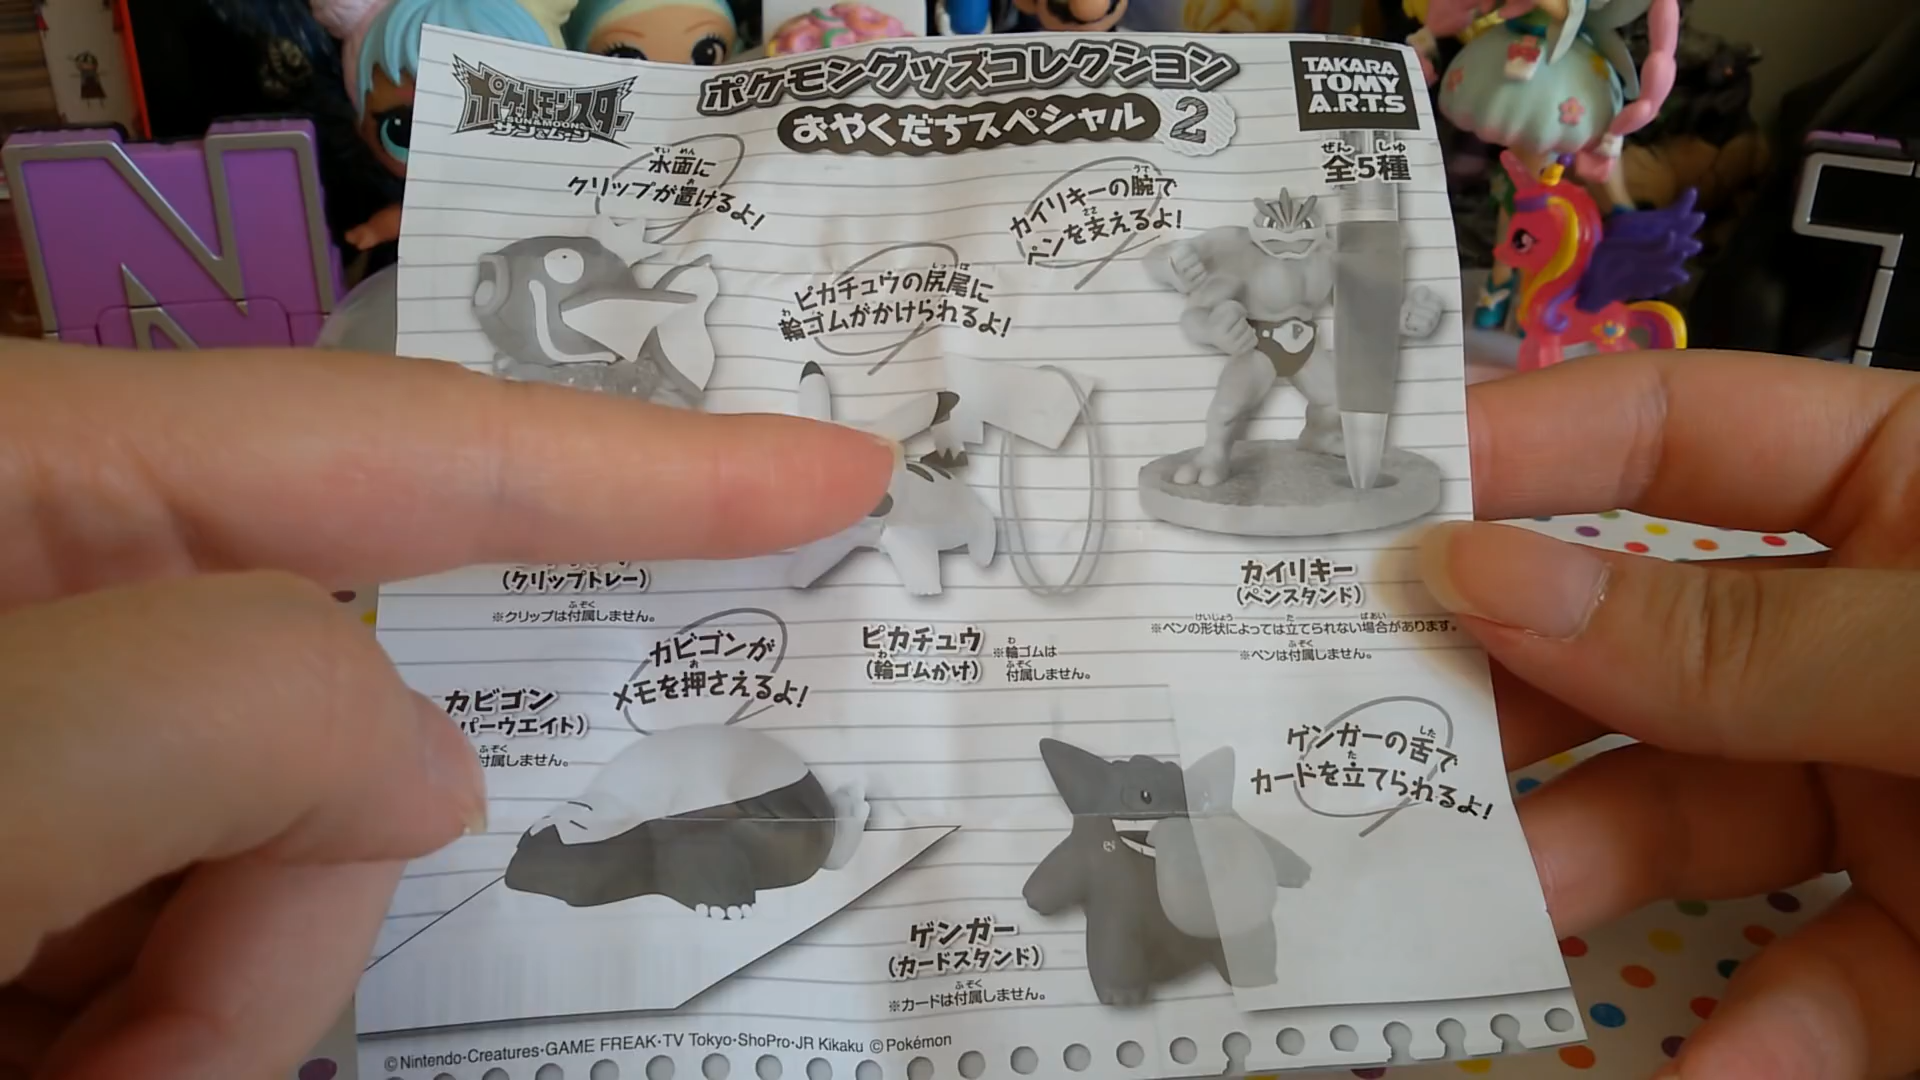 ポケットモンスター
SUN & MOON
サン&ムーン
ポケモングッズコレクション
おやくだちスペシャル 2
TAKARA
TOMY
A.R.T.S
全5種
水面に
クリップが置けるよ!
ピカチュウの尻尾に
輪ゴムがかけられるよ!
カイリキーの腕で
ペンを支えるよ!
(クリップトレー)
※クリップは付属しません。
ピカチュウ
(輪ゴムかけ)
※輪ゴムは
付属しません。
カイリキー
(ペンスタンド)
※ペンの形状によっては立てられない場合があります。
※ペンは付属しません。
カビゴンが
メモを押さえるよ!
カビゴン
パーウエイト)
付属しません。
ゲンガーの舌で
カードを立てられるよ!
ゲンガー
(カードスタンド)
※カードは付属しません。
©Nintendo・Creatures・GAME FREAK・TV Tokyo・ShoPro・JR Kikaku ©Pokémon
N